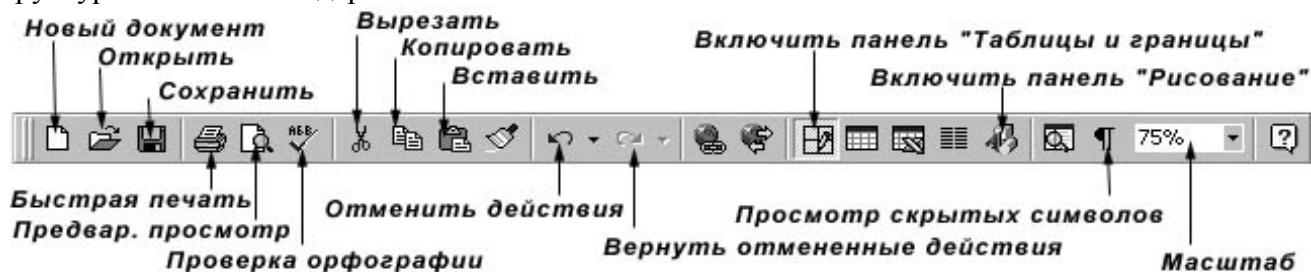 Новый документ
Открыть
Сохранить
Вырезать
Копировать
Вставить
Включить панель "Таблицы и границы"
Включить панель "Рисование"
АБВ
75%
Быстрая печать
Предвар. просмотр
Проверка орфографии
Отменить действия
Вернуть отмененные действия
Просмотр скрытых символов
Масштаб